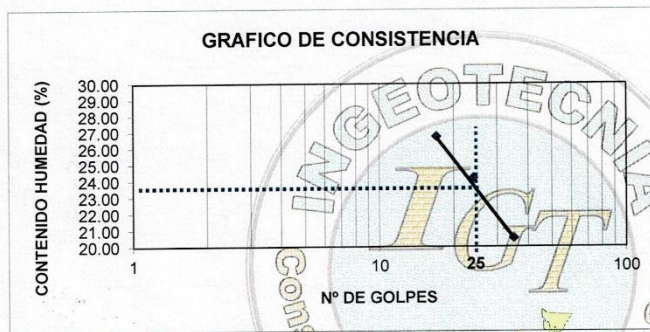 GRAFICO DE CONSISTENCIA
CONTENIDO HUMEDAD (%)
30.00
29.00
28.00
27.00
26.00
25.00
24.00
23.00
22.00
21.00
20.00
1
10
25
100
Nº DE GOLPES
INGEOTECNIA
IGT
Cons